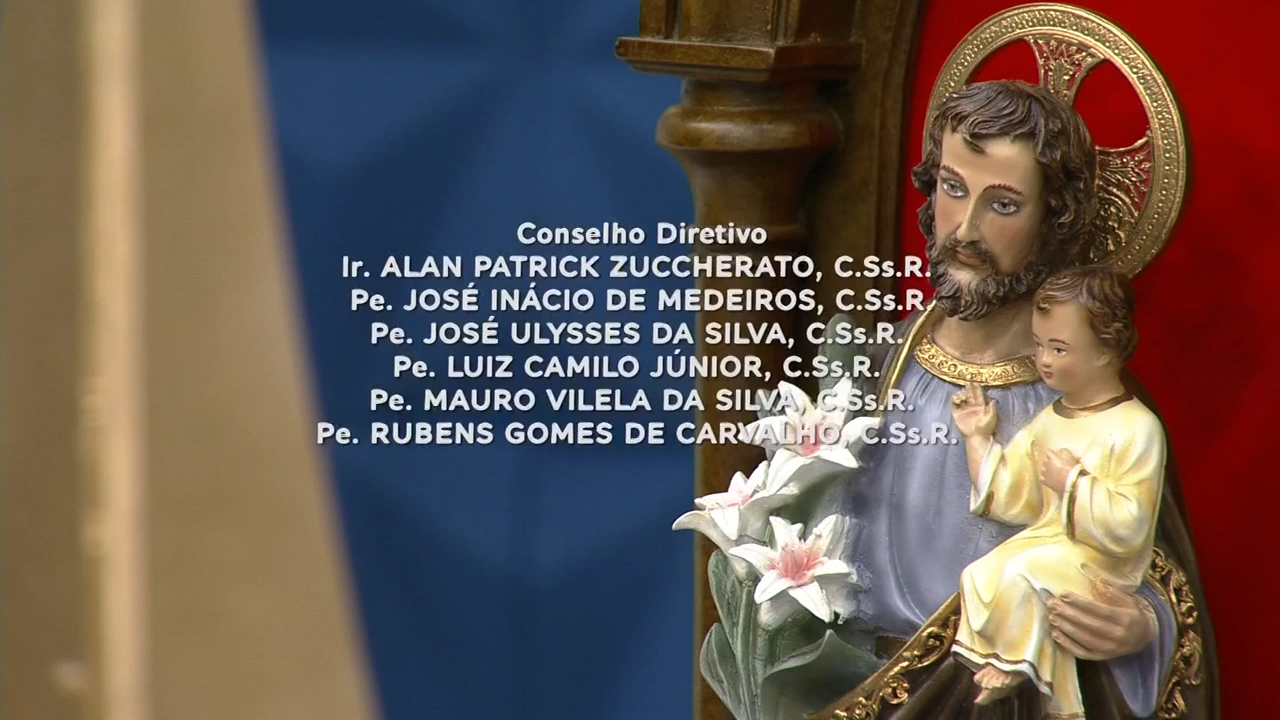 Conselho Diretivo
Ir. ALAN PATRICK ZUCCHERATO, C.Ss.R.
Pe. JOSÉ INÁCIO DE MEDEIROS, C.Ss.R.
Pe. JOSÉ ULYSSES DA SILVA, C.Ss.R.
Pe. LUIZ CAMILO JÚNIOR, C.Ss.R.
Pe. MAURO VILELA DA SILVA, C.Ss.R.
Pe. RUBENS GOMES DE CARVALHO, C.Ss.R.